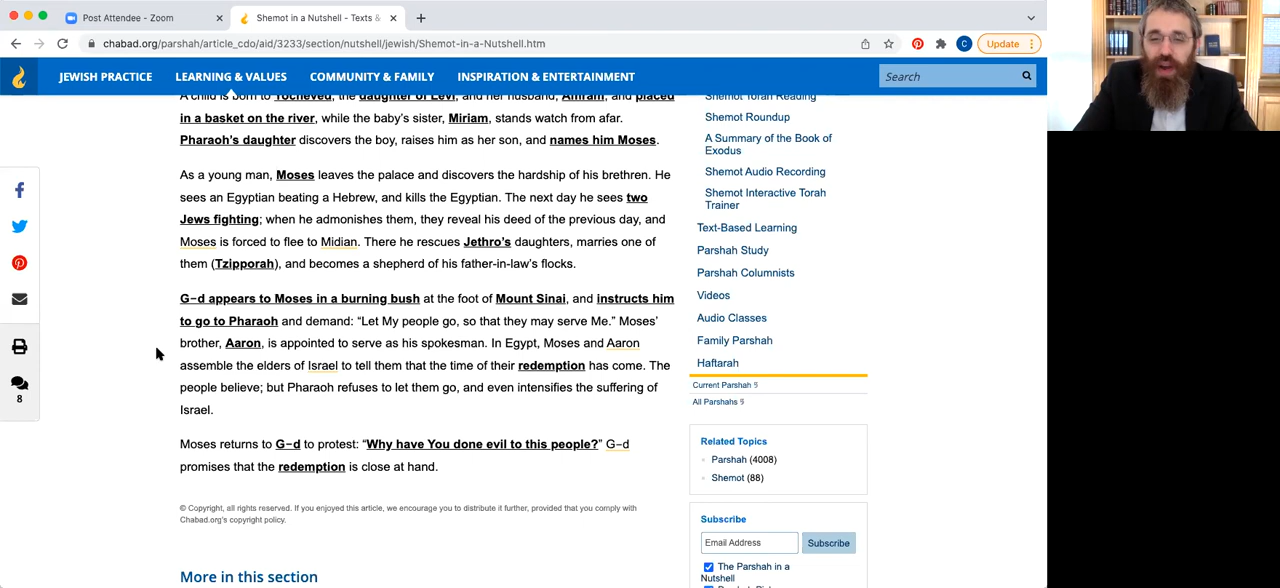 Post Attendee - Zoom
Shemot in a Nutshell - Texts &
chabad.org/parshah/article_cdo/aid/3233/section/nutshell/jewish/Shemot-in-a-Nutshell.htm
C
Update
JEWISH PRACTICE
LEARNING & VALUES
COMMUNITY & FAMILY
INSPIRATION & ENTERTAINMENT
Search
A child is born to Yocheved, the daughter of Levi, and her husband, Amram, and placed
in a basket on the river, while the baby's sister, Miriam, stands watch from afar.
Pharaoh's daughter discovers the boy, raises him as her son, and names him Moses.
As a young man, Moses leaves the palace and discovers the hardship of his brethren. He
sees an Egyptian beating a Hebrew, and kills the Egyptian. The next day he sees two
Jews fighting; when he admonishes them, they reveal his deed of the previous day, and
Moses is forced to flee to Midian. There he rescues Jethro's daughters, marries one of
them (Tzipporah), and becomes a shepherd of his father-in-law's flocks.
G–d appears to Moses in a burning bush at the foot of Mount Sinai, and instructs him
to go to Pharaoh and demand: “Let My people go, so that they may serve Me.” Moses’
brother, Aaron, is appointed to serve as his spokesman. In Egypt, Moses and Aaron
assemble the elders of Israel to tell them that the time of their redemption has come. The
people believe; but Pharaoh refuses to let them go, and even intensifies the suffering of
Israel.
Moses returns to G–d to protest: “Why have You done evil to this people?” G–d
promises that the redemption is close at hand.
© Copyright, all rights reserved. If you enjoyed this article, we encourage you to distribute it further, provided that you comply with
Chabad.org's copyright policy.
More in this section
8
Shemot Torah Reading
Shemot Roundup
A Summary of the Book of
Exodus
Shemot Audio Recording
Shemot Interactive Torah
Trainer
Text-Based Learning
Parshah Study
Parshah Columnists
Videos
Audio Classes
Family Parshah
Haftarah
Current Parshah
All Parshahs
Related Topics
Parshah (4008)
Shemot (88)
Subscribe
Email Address
Subscribe
The Parshah in a
Nutshell